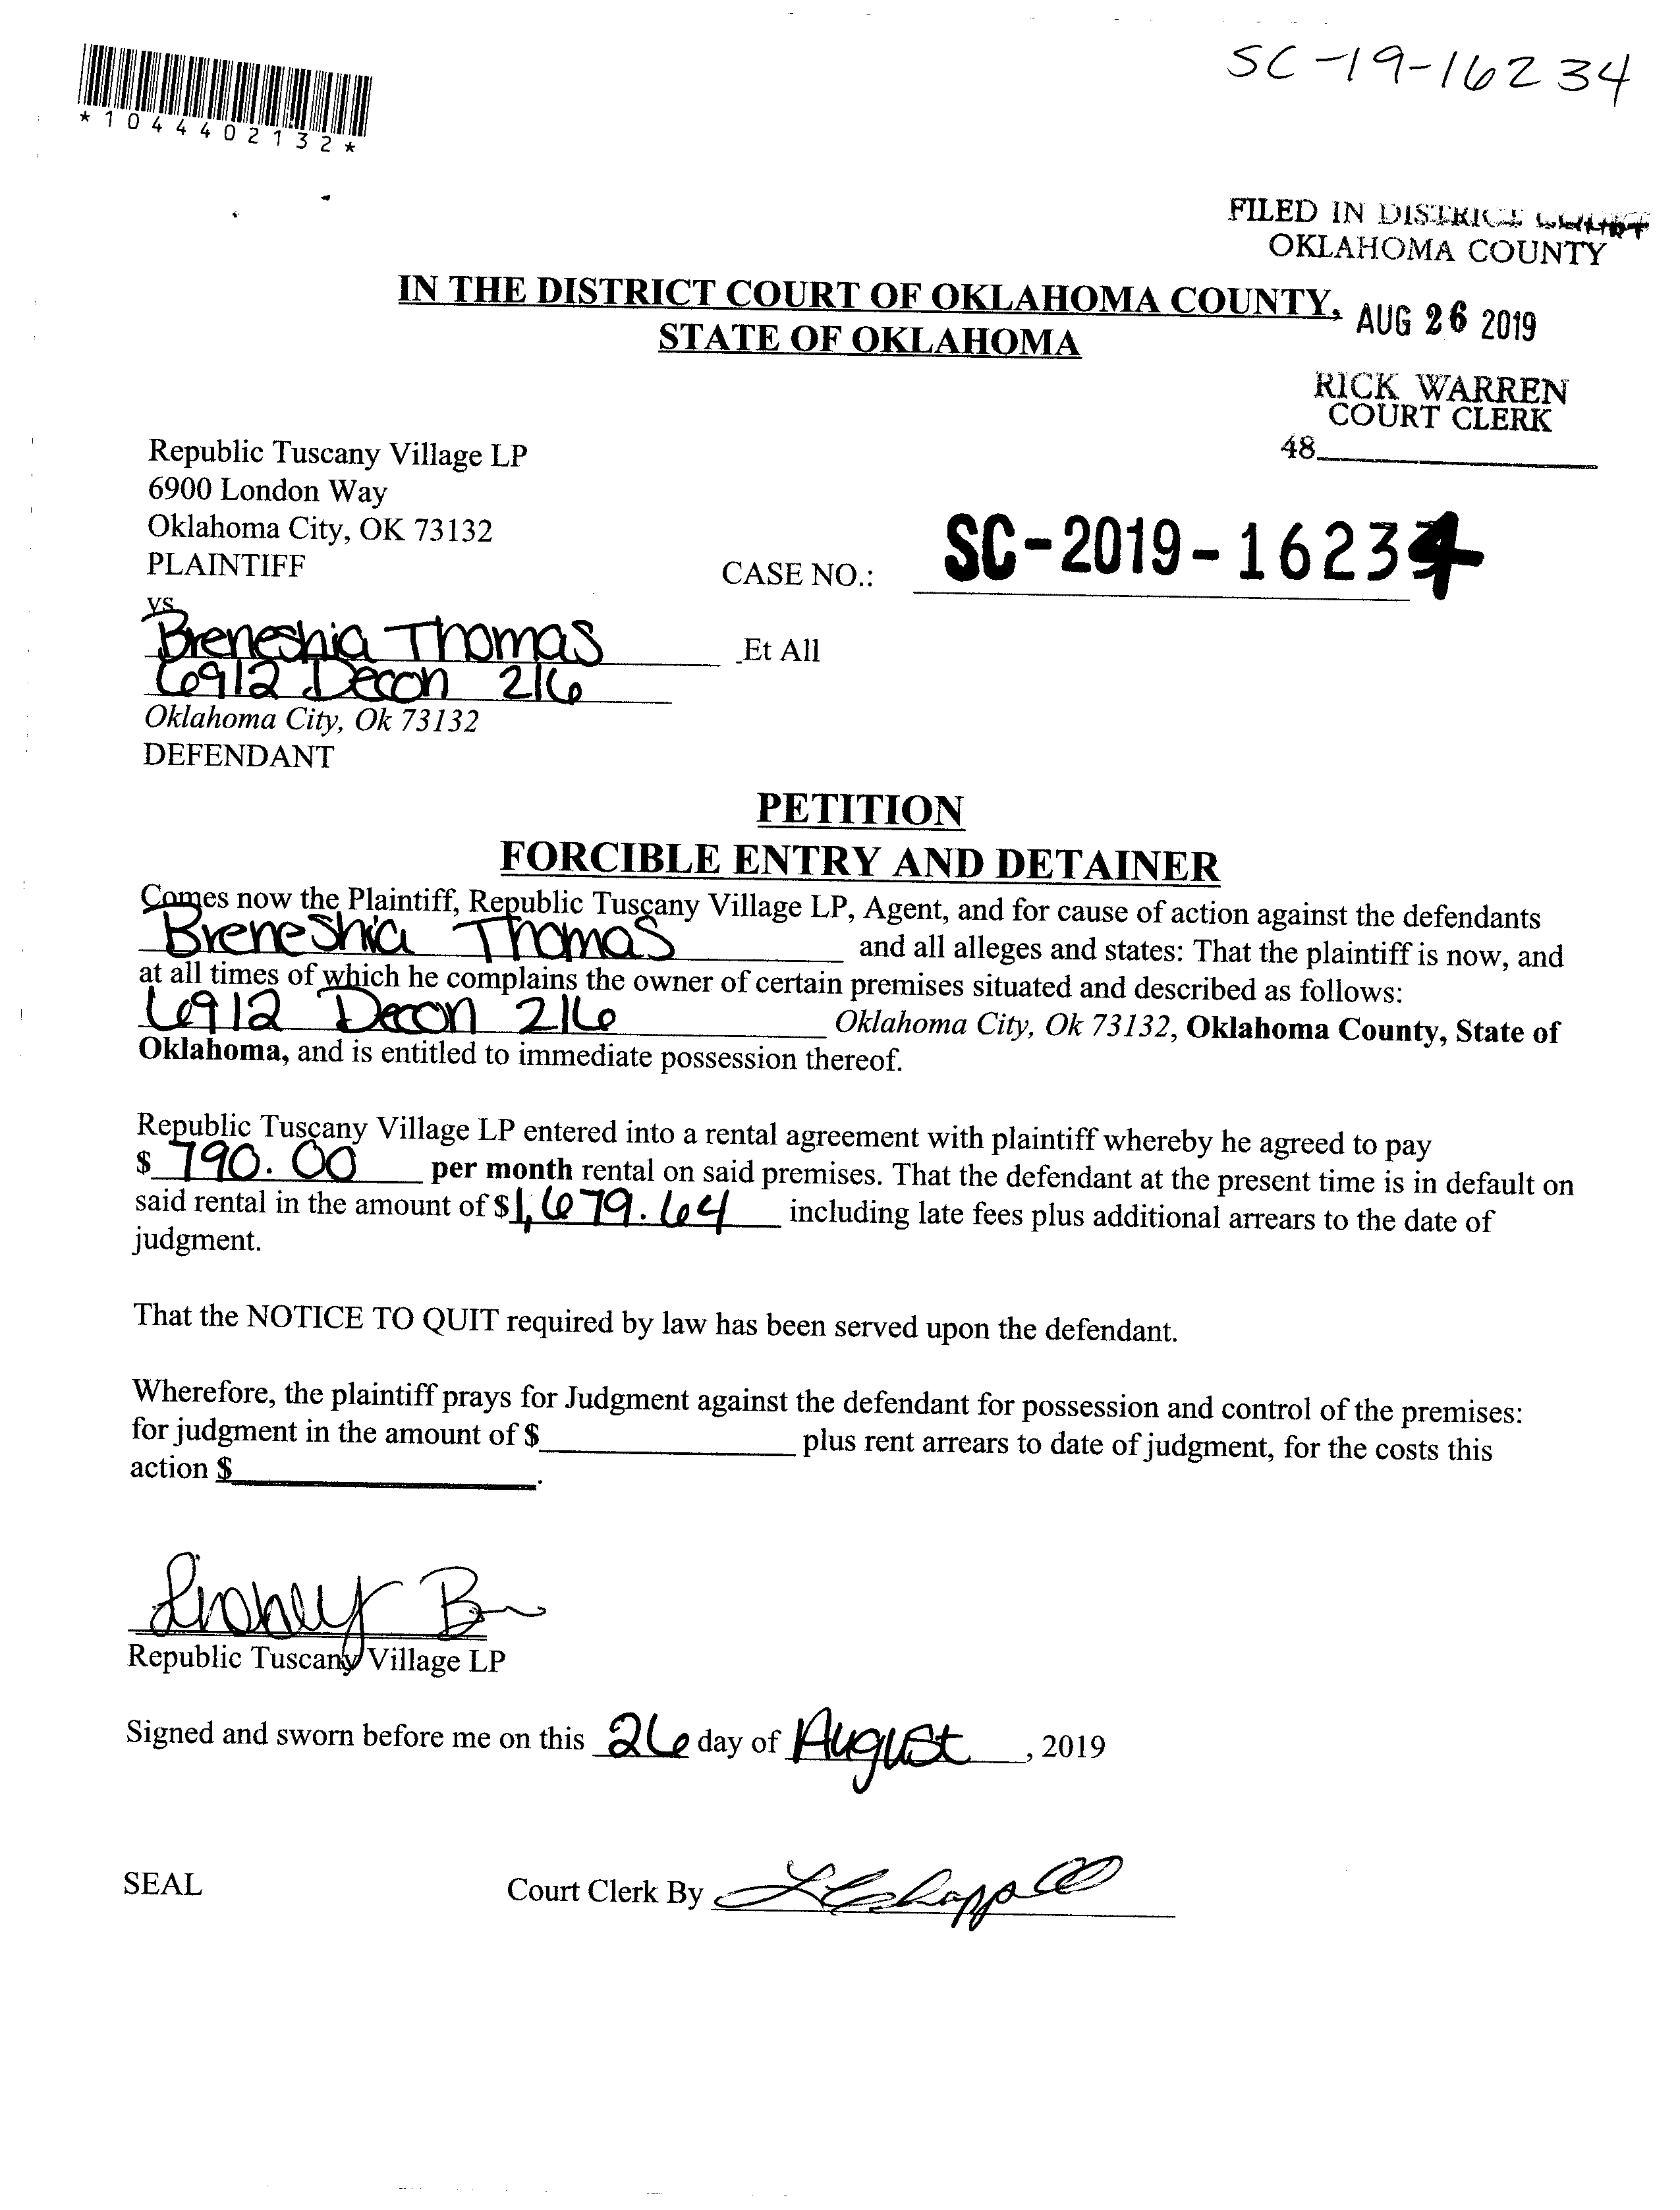 SC-19-16234
*1044402132*
FILED IN DISTRICT COURT
OKLAHOMA COUNTY
IN THE DISTRICT COURT OF OKLAHOMA COUNTY,
STATE OF OKLAHOMA
AUG 26 2019
RICK WARREN
COURT CLERK
48
Republic Tuscany Village LP
6900 London Way
Oklahoma City, OK 73132
PLAINTIFF
CASE NO.: SC-2019-16234
vs
Breneshia Thomas Et All
6912 Decon 216
Oklahoma City, Ok 73132
DEFENDANT
PETITION
FORCIBLE ENTRY AND DETAINER
Comes now the Plaintiff, Republic Tuscany Village LP, Agent, and for cause of action against the defendants
Breneshia Thomas and all alleges and states: That the plaintiff is now, and
at all times of which he complains the owner of certain premises situated and described as follows:
6912 Decon 216 Oklahoma City, Ok 73132, Oklahoma County, State of
Oklahoma, and is entitled to immediate possession thereof.
Republic Tuscany Village LP entered into a rental agreement with plaintiff whereby he agreed to pay
$ 790.00 per month rental on said premises. That the defendant at the present time is in default on
said rental in the amount of $1,679.64 including late fees plus additional arrears to the date of
judgment.
That the NOTICE TO QUIT required by law has been served upon the defendant.
Wherefore, the plaintiff prays for Judgment against the defendant for possession and control of the premises:
for judgment in the amount of $ plus rent arrears to date of judgment, for the costs this
action $ .
Republic Tuscany Village LP
Signed and sworn before me on this 26 day of August, 2019
SEAL
Court Clerk By